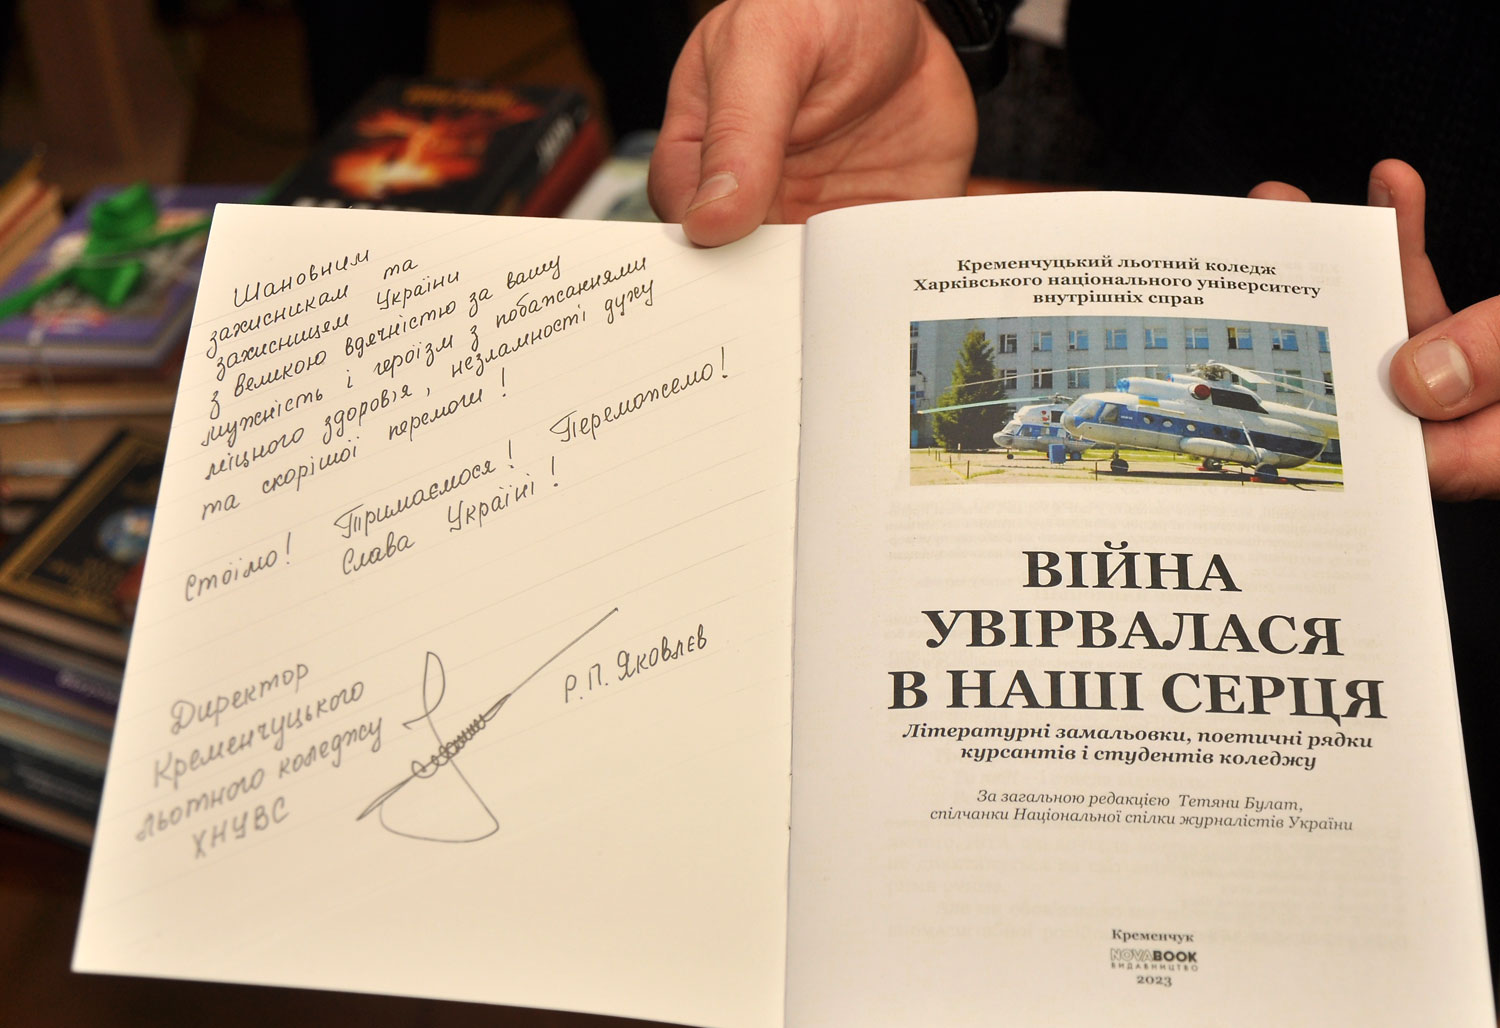 Шановним
захисникам та
захисницям України
з великою вдячністю за вашу
мужність і героїзм з побажаннями
міцного здоров'я, незламності духу
та скорішої перемоги!
Стоїмо! Тримаємося! Переможемо!
Слава Україні!
Директор
Кременчуцького
льотного коледжу
ХНУВС
Р.П. Яковлєв
Кременчуцький льотний коледж
Харківського національного університету
внутрішніх справ
ВІЙНА
УВІРВАЛАСЯ
В НАШІ СЕРЦЯ
Літературні замальовки, поетичні рядки
курсантів і студентів коледжу
За загальною редакцією Тетяни Булат,
спілчанки Національної спілки журналістів України
Кременчук
NOVABOOK
ВИДАВНИЦТВО
2023